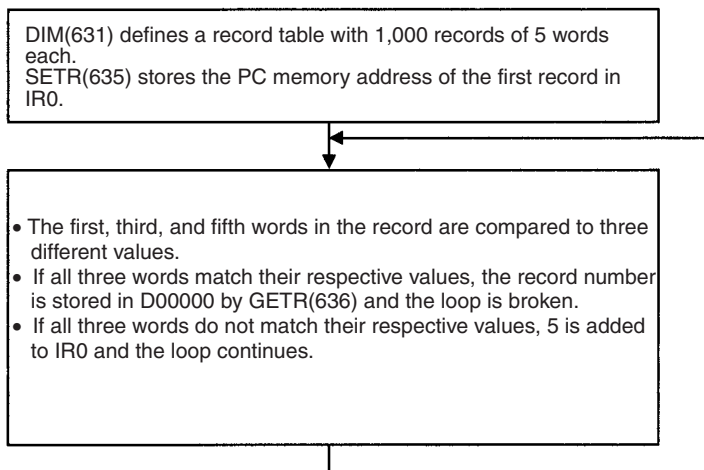 DIM(631) defines a record table with 1,000 records of 5 words
each.
SETR(635) stores the PC memory address of the first record in
IR0.
• The first, third, and fifth words in the record are compared to three
different values.
• If all three words match their respective values, the record number
is stored in D00000 by GETR(636) and the loop is broken.
• If all three words do not match their respective values, 5 is added
to IR0 and the loop continues.